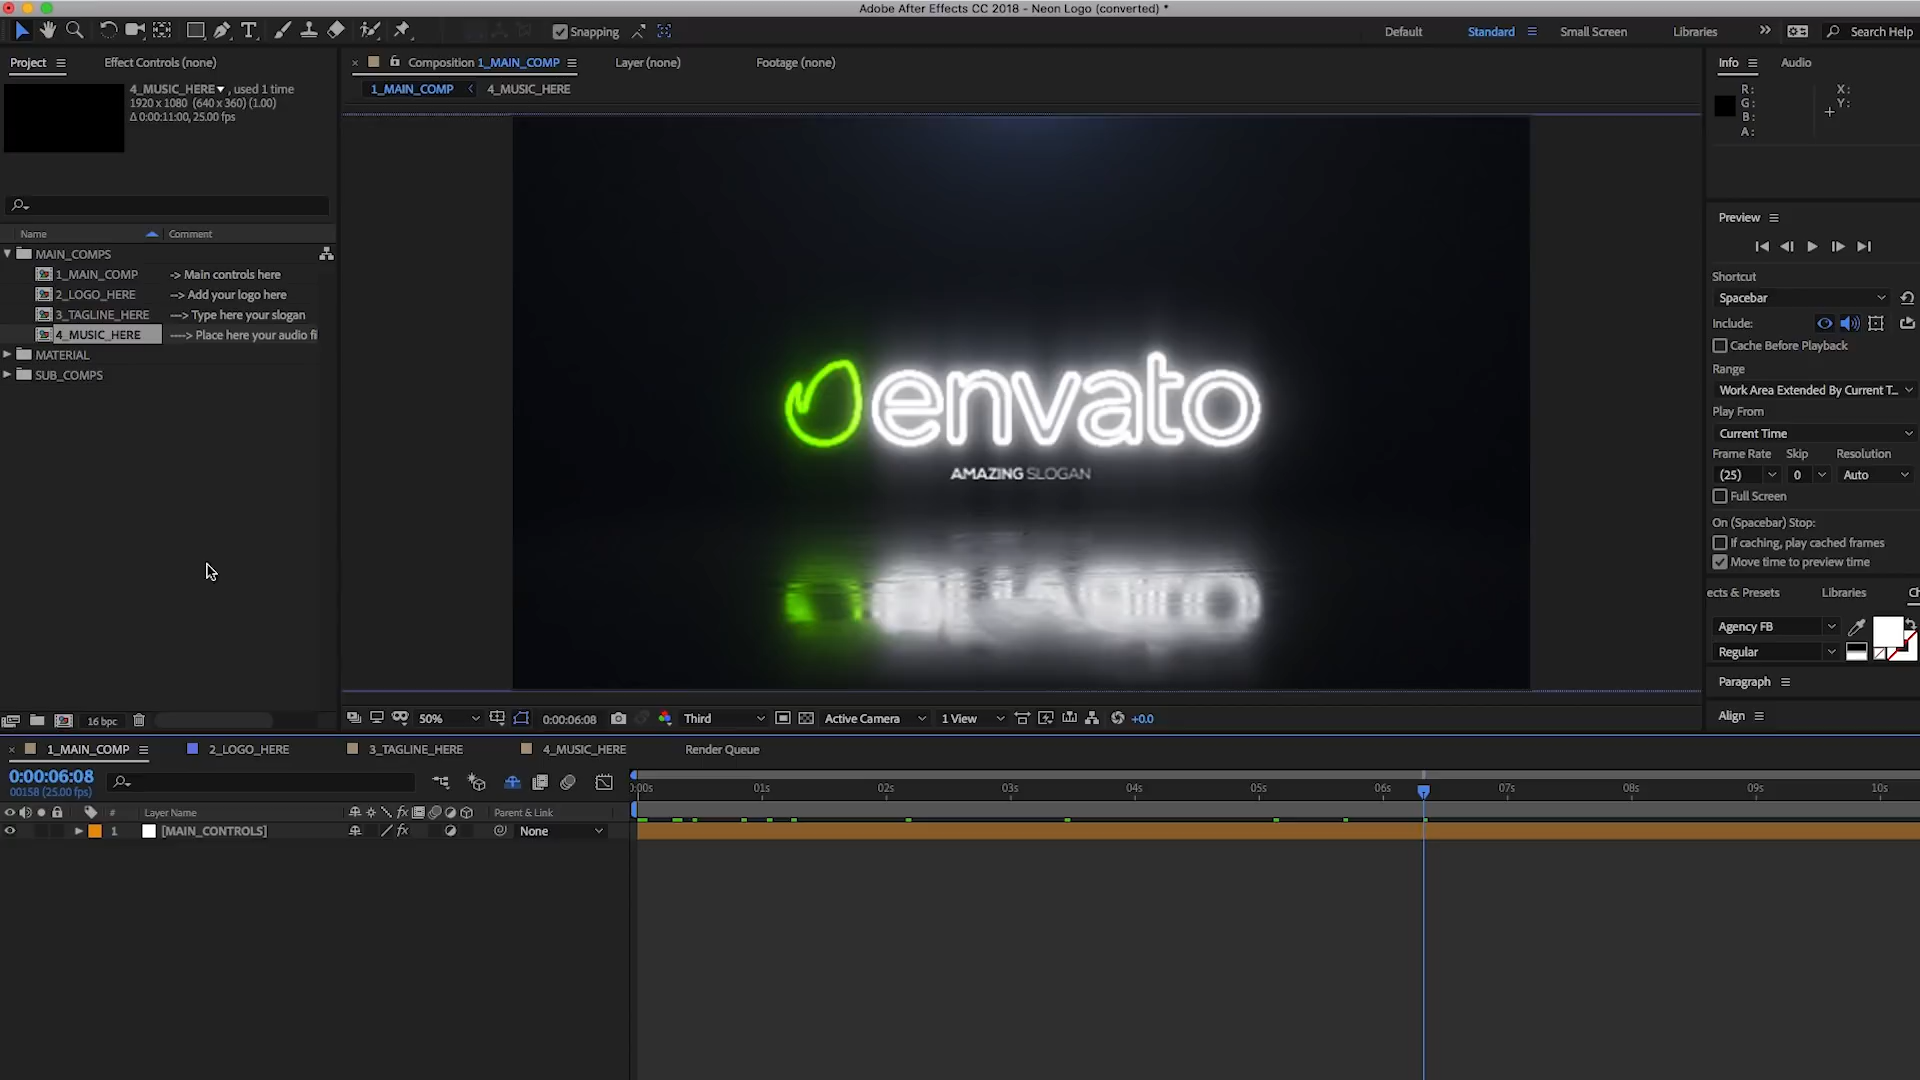 Adobe After Effects CC 2018 - Neon Logo (converted) *
Snapping
Default
Standard
Small Screen
Libraries
Search Help
Project
Effect Controls (none)
Composition 1_MAIN_COMP
Layer (none)
Footage (none)
Info
Audio
4_MUSIC_HERE , used 1 time
1920 x 1080 (640 x 360) (1.00)
Δ 0:00:11:00, 25.00 fps
1_MAIN_COMP
4_MUSIC_HERE
R:
G:
B:
A:
X:
Y:
Name
Comment
MAIN_COMPS
1_MAIN_COMP
-> Main controls here
2_LOGO_HERE
--> Add your logo here
3_TAGLINE_HERE
---> Type here your slogan
4_MUSIC_HERE
----> Place here your audio fi
MATERIAL
SUB_COMPS
envato
AMAZING SLOGAN
Preview
Shortcut
Spacebar
Include:
Cache Before Playback
Range
Work Area Extended By Current T...
Play From
Current Time
Frame Rate
Skip
Resolution
(25)
0
Auto
Full Screen
On (Spacebar) Stop:
If caching, play cached frames
Move time to preview time
ects & Presets
Libraries
Ch
Agency FB
Regular
Paragraph
Align
16 bpc
50%
0:00:06:08
Third
Active Camera
1 View
+0.0
1_MAIN_COMP
2_LOGO_HERE
3_TAGLINE_HERE
4_MUSIC_HERE
Render Queue
0:00:06:08
00158 (25.00 fps)
:00s
01s
02s
03s
04s
05s
06s
07s
08s
09s
10s
#
Layer Name
fx
Parent & Link
1
[MAIN_CONTROLS]
fx
None